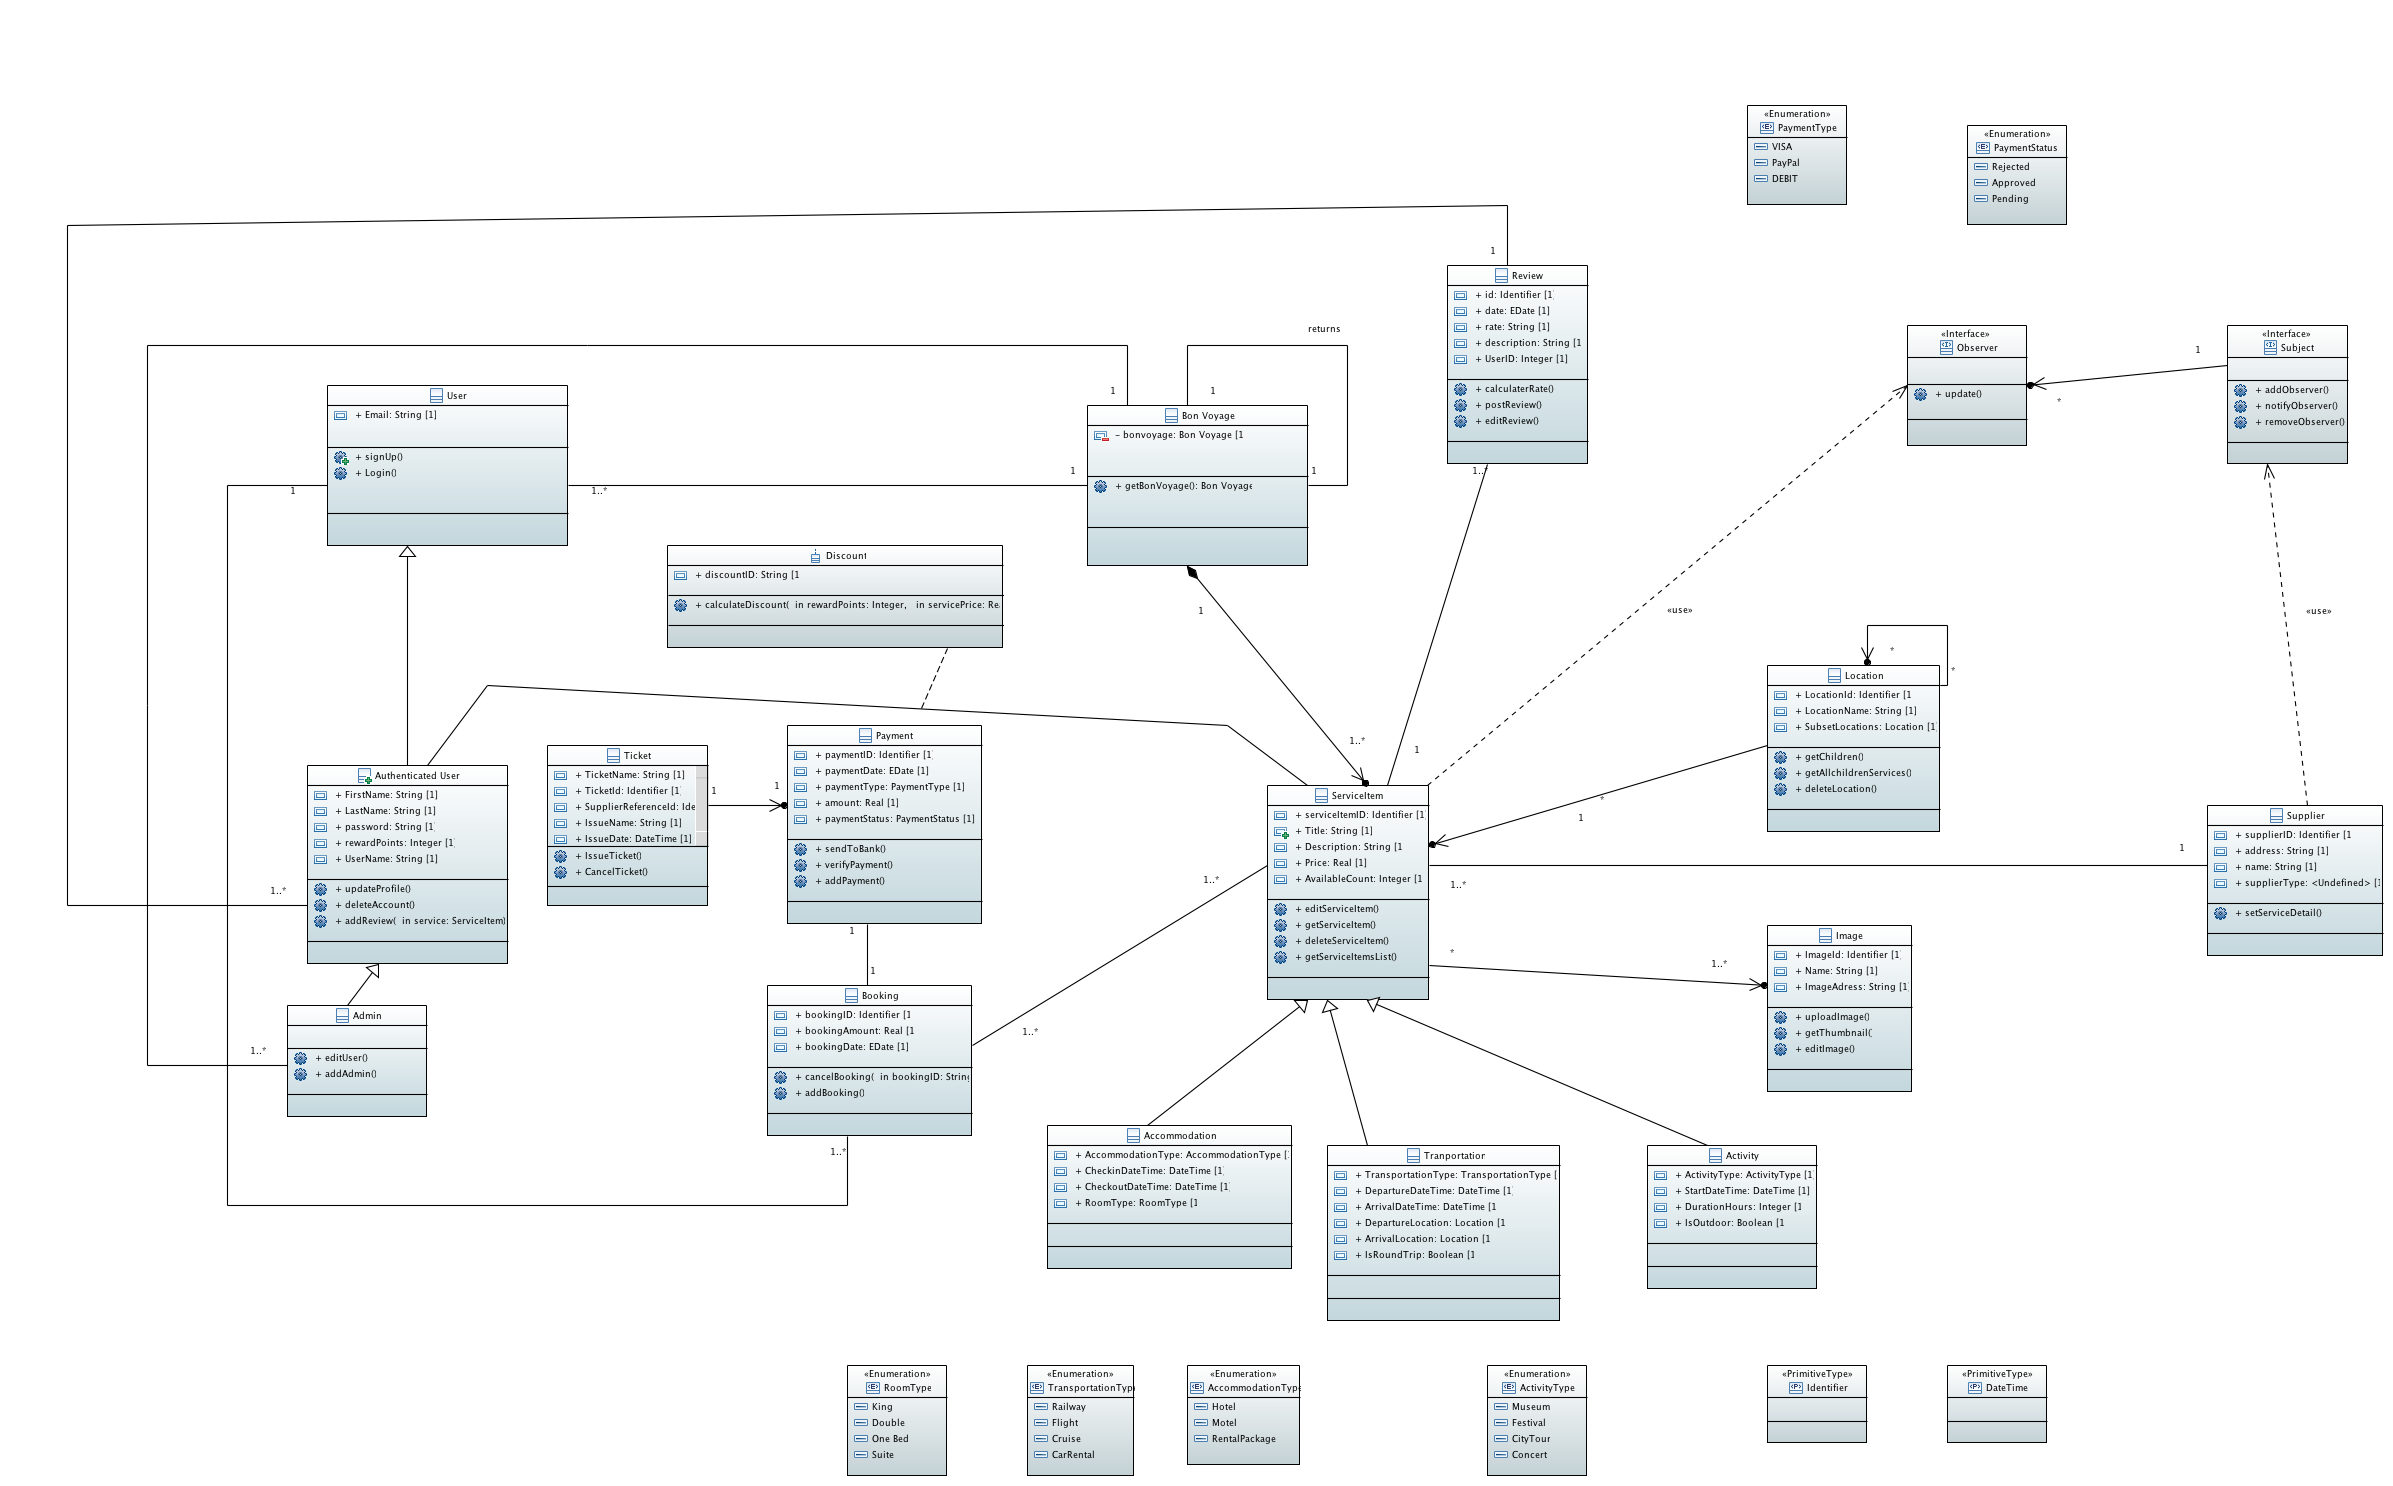 «Enumeration»
PaymentType
VISA
PayPal
DEBIT
«Enumeration»
PaymentStatus
Rejected
Approved
Pending
1
Review
+ id: Identifier [1]
+ date: EDate [1]
+ rate: String [1]
+ description: String [1
+ UserID: Integer [1]
+ calculaterRate()
+ postReview()
+ editReview()
1..*
returns
«Interface»
Observer
+ update()
1
*
«Interface»
Subject
+ addObserver()
+ notifyObserver()
+ removeObserver()
User
+ Email: String [1]
+ signUp()
+ Login()
1
1..*
1
1
1
1
Bon Voyage
- bonvoyage: Bon Voyage [1
+ getBonVoyage(): Bon Voyage
Discount
+ discountID: String [1
+ calculateDiscount( in rewardPoints: Integer, in servicePrice: Re
1
1..*
1
«use»
«use»
*
*
Location
+ LocationId: Identifier [1
+ LocationName: String [1]
+ SubsetLocations: Location [1]
+ getChildren()
+ getAllchildrenServices()
+ deleteLocation()
*
1
Authenticated User
+ FirstName: String [1]
+ LastName: String [1]
+ password: String [1]
+ rewardPoints: Integer [1]
+ UserName: String [1]
+ updateProfile()
+ deleteAccount()
+ addReview( in service: ServiceItem)
1..*
Ticket
+ TicketName: String [1]
+ TicketId: Identifier [1]
+ SupplierReferenceId: Ide
+ IssueName: String [1]
+ IssueDate: DateTime [1]
+ IssueTicket()
+ CancelTicket()
1
1
Payment
+ paymentID: Identifier [1]
+ paymentDate: EDate [1]
+ paymentType: PaymentType [1]
+ amount: Real [1]
+ paymentStatus: PaymentStatus [1]
+ sendToBank()
+ verifyPayment()
+ addPayment()
1
1
ServiceItem
+ serviceItemID: Identifier [1]
+ Title: String [1]
+ Description: String [1
+ Price: Real [1]
+ AvailableCount: Integer [1
+ editServiceItem()
+ getServiceItem()
+ deleteServiceItem()
+ getServiceItemsList()
1..*
1..*
1..*
1
Supplier
+ supplierID: Identifier [1
+ address: String [1]
+ name: String [1]
+ supplierType: <Undefined> [1
+ setServiceDetail()
*
1..*
Image
+ ImageId: Identifier [1]
+ Name: String [1]
+ ImageAdress: String [1]
+ uploadImage()
+ getThumbnail(
+ editImage()
Admin
+ editUser()
+ addAdmin()
1..*
Booking
+ bookingID: Identifier [1
+ bookingAmount: Real [1
+ bookingDate: EDate [1]
+ cancelBooking( in bookingID: String
+ addBooking()
1..*
Accommodation
+ AccommodationType: AccommodationType [1
+ CheckinDateTime: DateTime [1]
+ CheckoutDateTime: DateTime [1]
+ RoomType: RoomType [1]
Tranportation
+ TransportationType: TransportationType [
+ DepartureDateTime: DateTime [1]
+ ArrivalDateTime: DateTime [1
+ DepartureLocation: Location [1
+ ArrivalLocation: Location [1
+ IsRoundTrip: Boolean [1
Activity
+ ActivityType: ActivityType [1]
+ StartDateTime: DateTime [1]
+ DurationHours: Integer [1
+ IsOutdoor: Boolean [1
«Enumeration»
RoomType
King
Double
One Bed
Suite
«Enumeration»
TransportationType
Railway
Flight
Cruise
CarRental
«Enumeration»
AccommodationType
Hotel
Motel
RentalPackage
«Enumeration»
ActivityType
Museum
Festival
CityTour
Concert
«PrimitiveType»
Identifier
«PrimitiveType»
DateTime